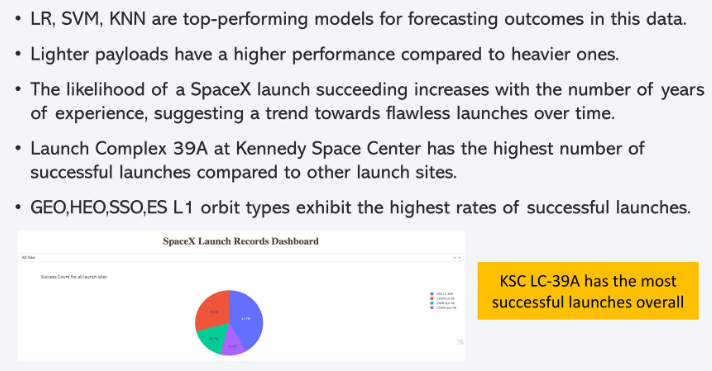 • LR, SVM, KNN are top-performing models for forecasting outcomes in this data.
• Lighter payloads have a higher performance compared to heavier ones.
• The likelihood of a SpaceX launch succeeding increases with the number of years
of experience, suggesting a trend towards flawless launches over time.
• Launch Complex 39A at Kennedy Space Center has the highest number of
successful launches compared to other launch sites.
• GEO,HEO,SSO,ES L1 orbit types exhibit the highest rates of successful launches.
SpaceX Launch Records Dashboard
All Sites
Success Count for all launch sites
KSC LC-39A
41.7%
KSC LC-39A has the most
successful launches overall